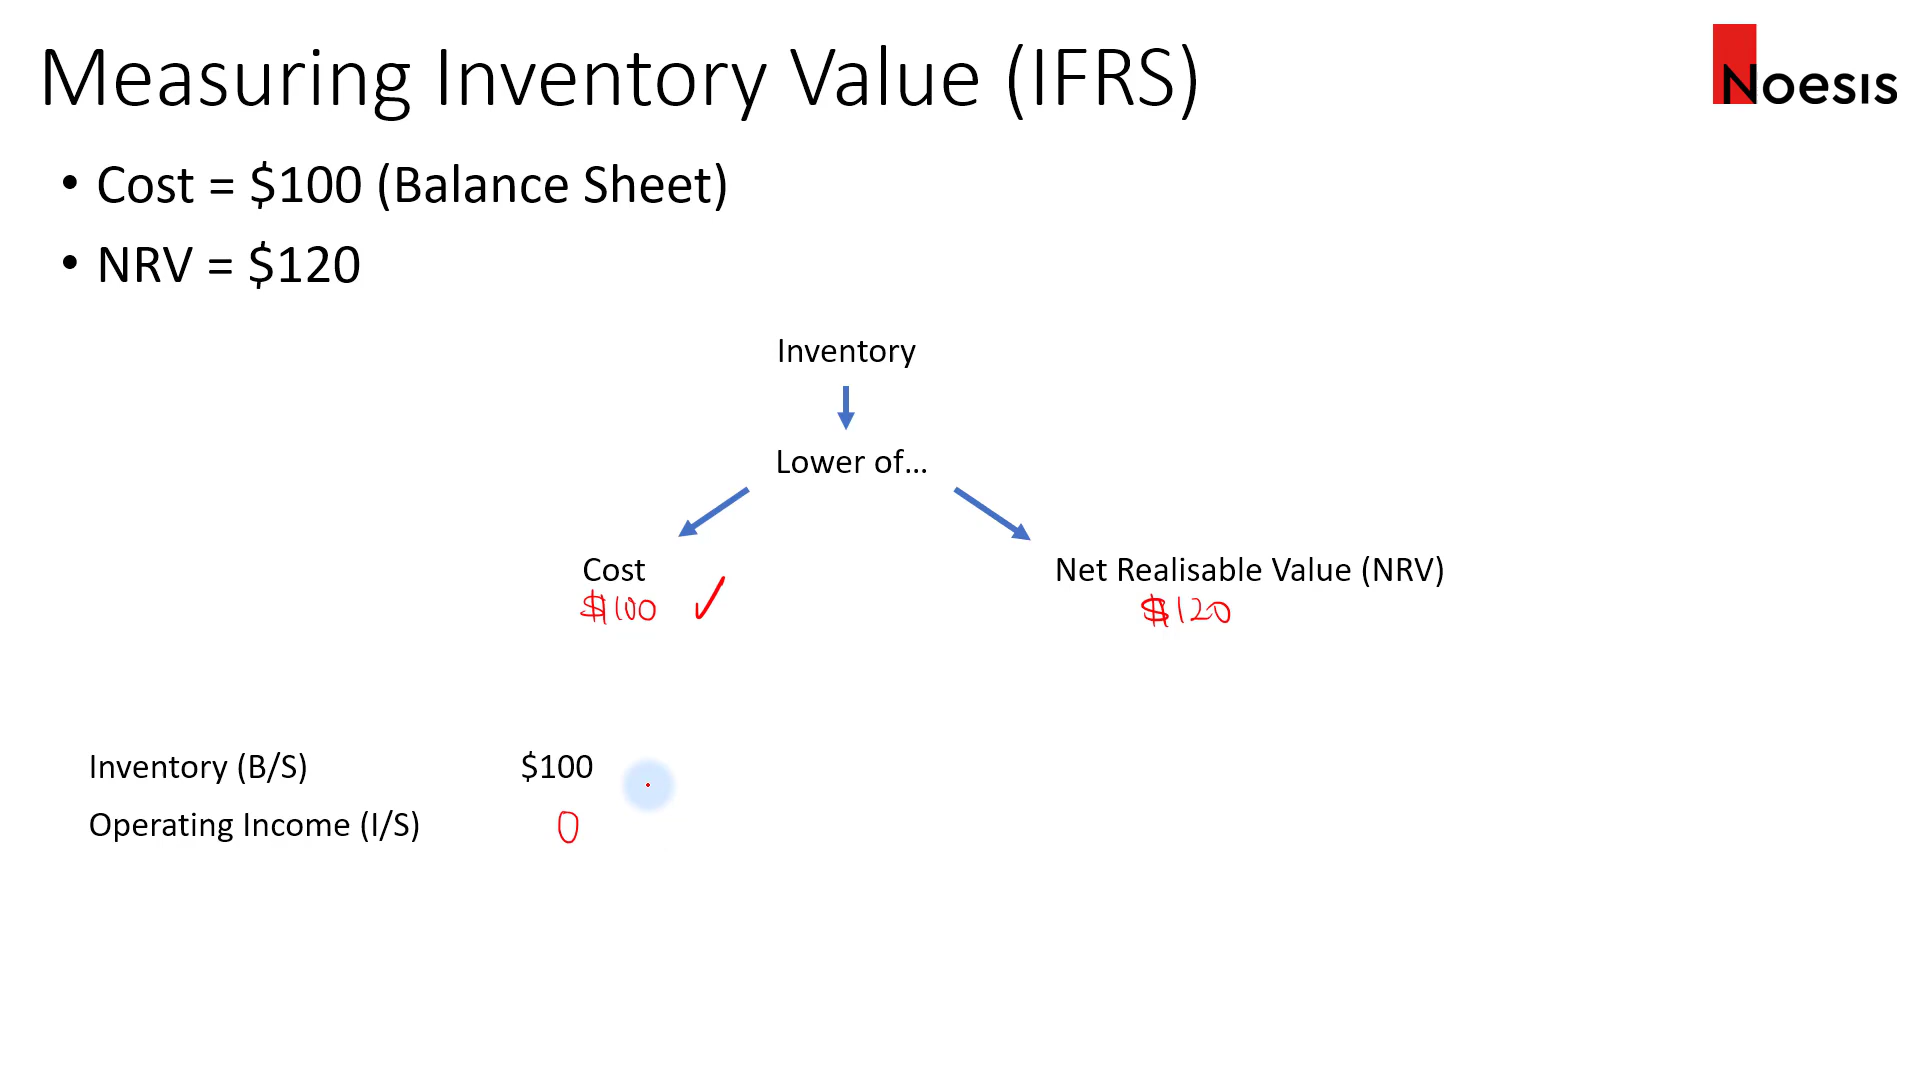 Measuring Inventory Value (IFRS)
Noesis
• Cost = $100 (Balance Sheet)
• NRV = $120
Inventory
Lower of...
Cost
Net Realisable Value (NRV)
$100 ✓
$120
Inventory (B/S) $100
Operating Income (I/S) 0